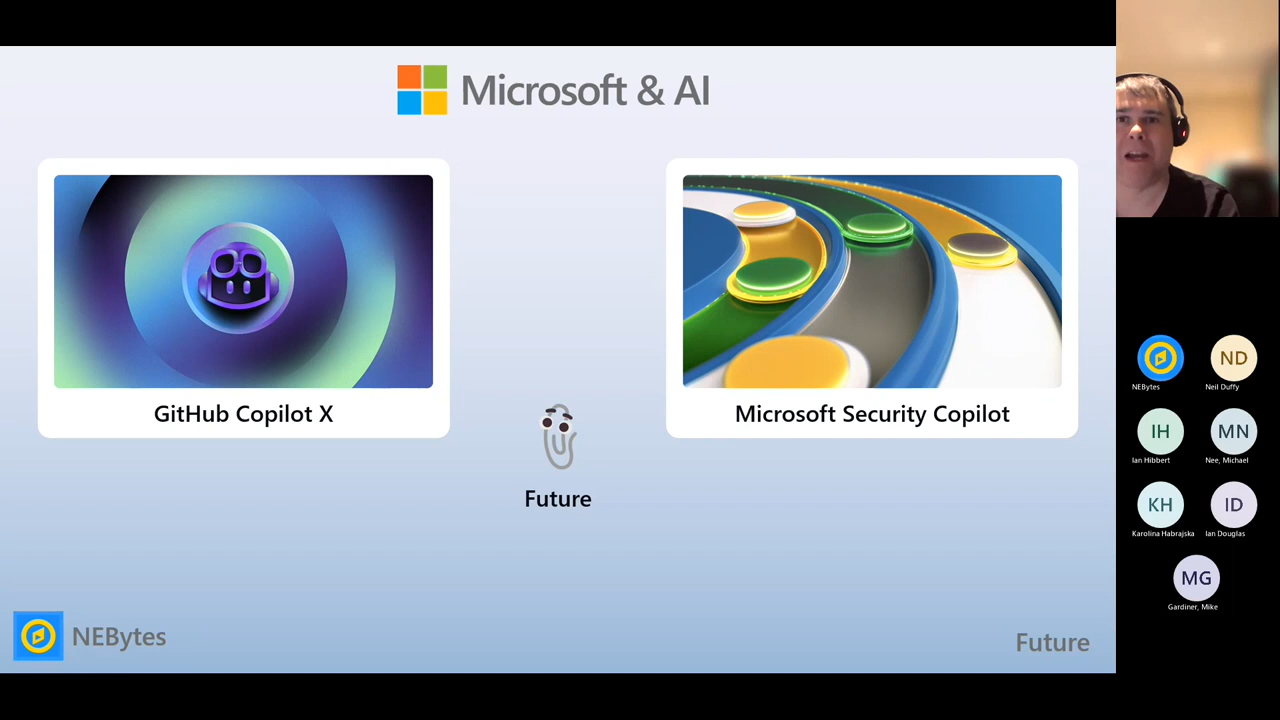 Microsoft & AI
GitHub Copilot X
Microsoft Security Copilot
Future
NEBytes
Future
NEBytes
ND
Neil Duffy
IH
Ian Hibbert
MN
Nee, Michael
KH
Karolina Habrajska
ID
Ian Douglas
MG
Gardiner, Mike